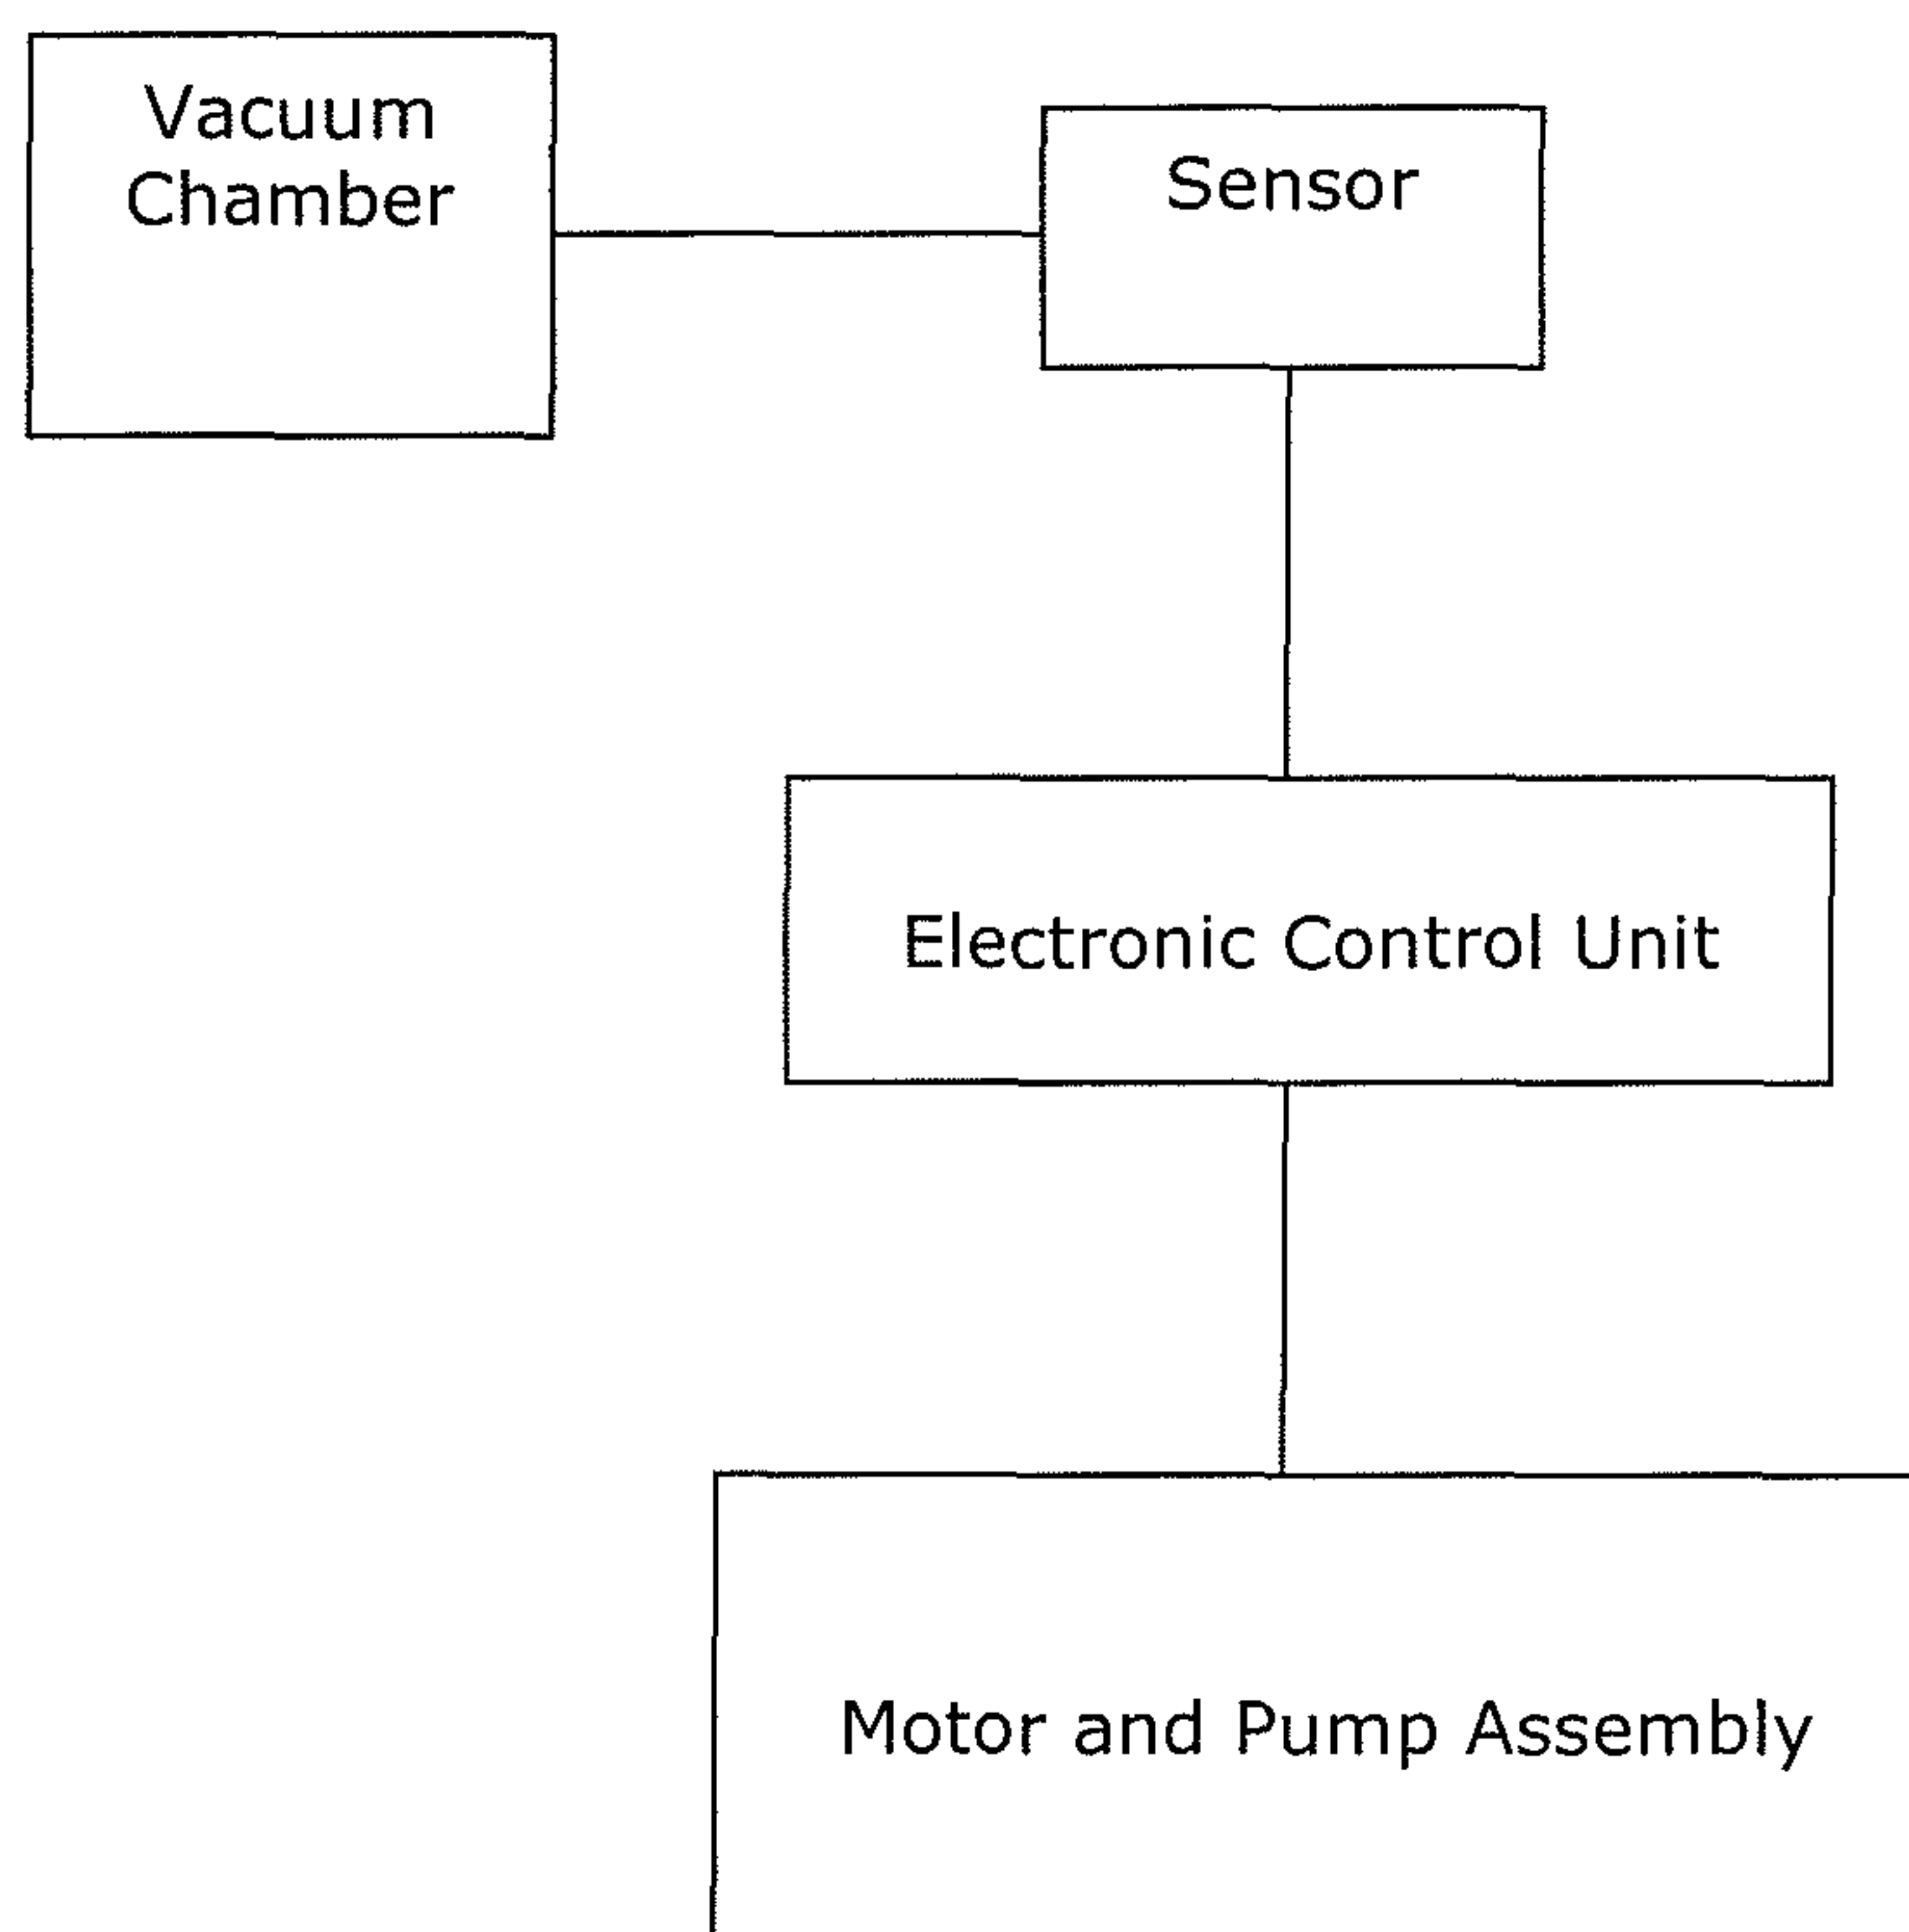 Vacuum
Chamber
Sensor
Electronic Control Unit
Motor and Pump Assembly